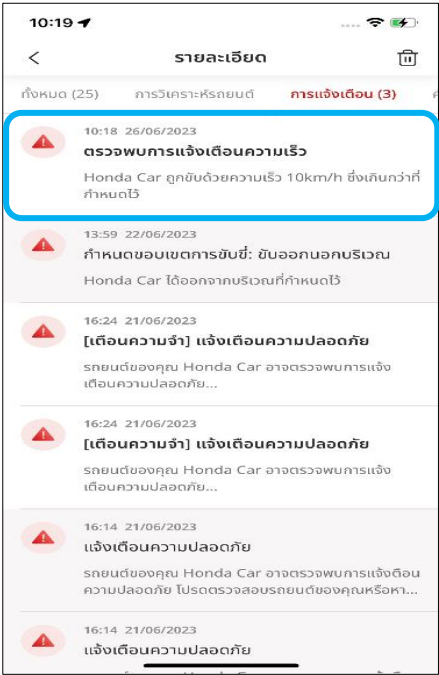 10:19
รายละเอียด
ทั้งหมด (25) การวิเคราะห์รถยนต์ การแจ้งเตือน (3)
10:18 26/06/2023
ตรวจพบการแจ้งเตือนความเร็ว
Honda Car ถูกขับด้วยความเร็ว 10km/h ซึ่งเกินกว่าที่
กำหนดไว้
13:59 22/06/2023
กำหนดขอบเขตการขับขี่: ขับออกนอกบริเวณ
Honda Car ได้ออกจากบริเวณที่กำหนดไว้
16:24 21/06/2023
[เตือนความจำ] แจ้งเตือนความปลอดภัย
รถยนต์ของคุณ Honda Car อาจตรวจพบการแจ้ง
เตือนความปลอดภัย...
16:24 21/06/2023
[เตือนความจำ] แจ้งเตือนความปลอดภัย
รถยนต์ของคุณ Honda Car อาจตรวจพบการแจ้ง
เตือนความปลอดภัย...
16:14 21/06/2023
แจ้งเตือนความปลอดภัย
รถยนต์ของคุณ Honda Car อาจตรวจพบการแจ้งตือน
ความปลอดภัย โปรดตรวจสอบรถยนต์ของคุณหรือหา...
16:14 21/06/2023
แจ้งเตือนความปลอดภัย